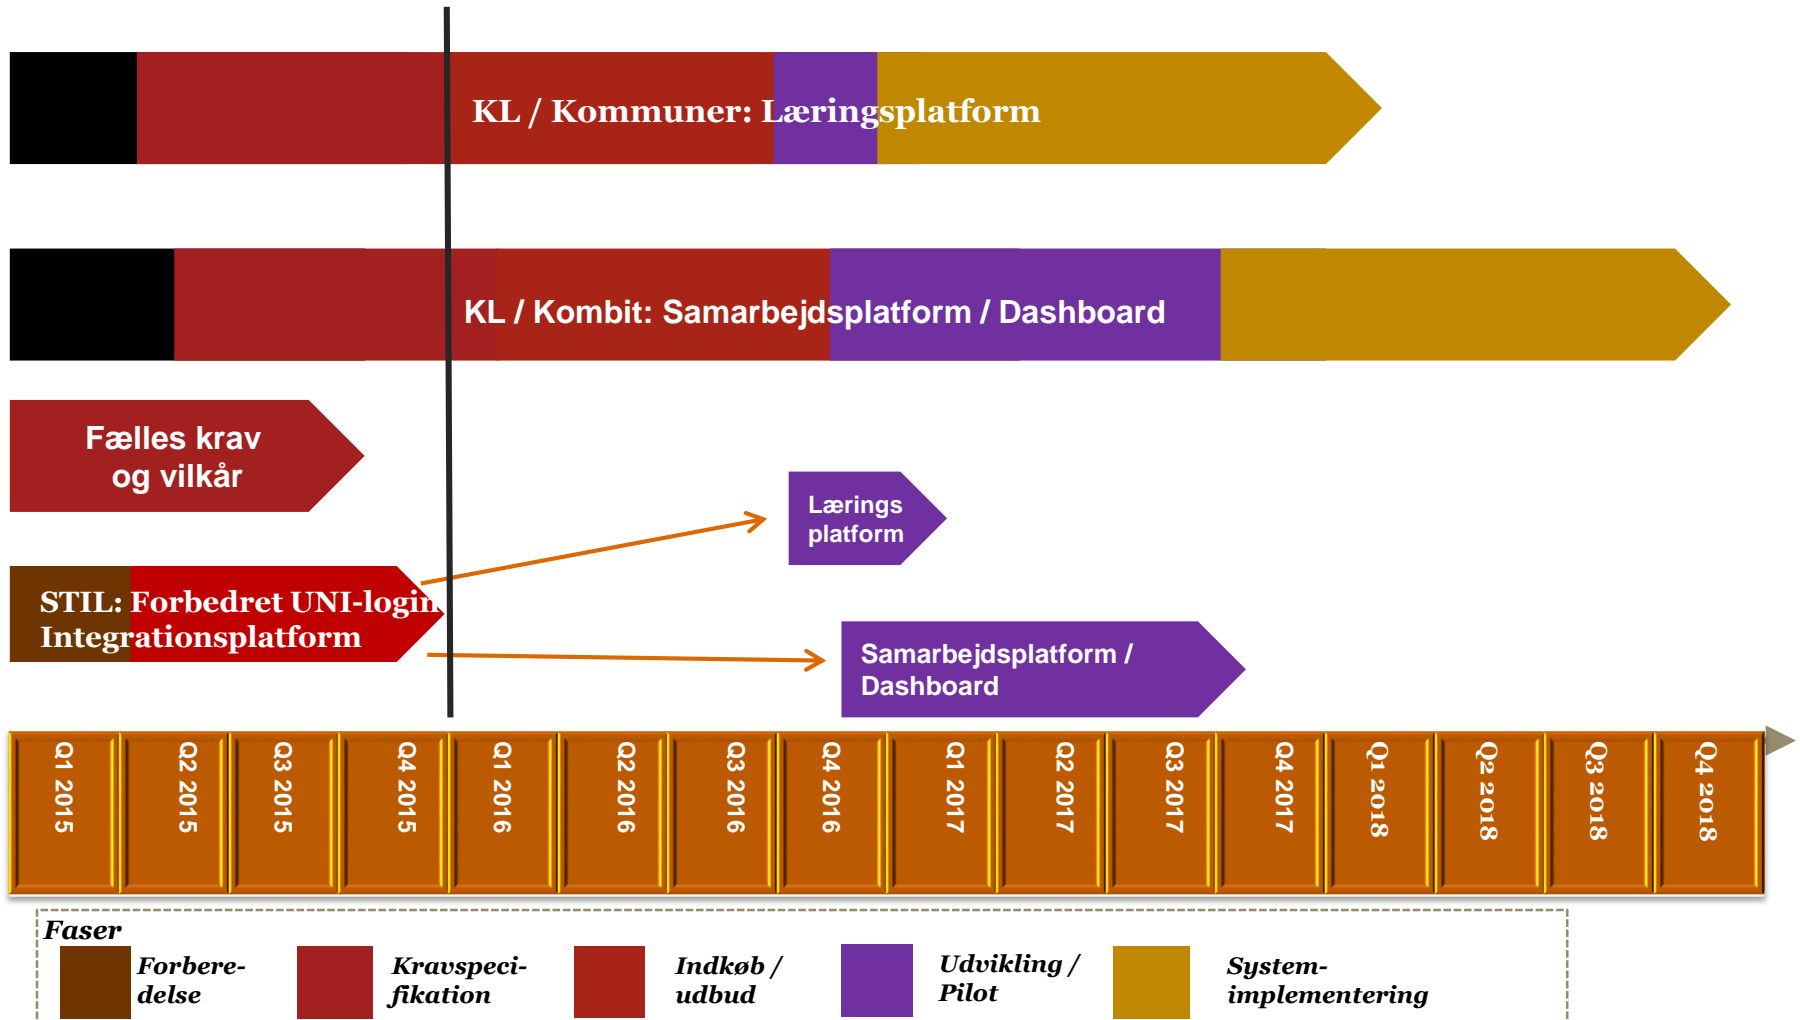 KL / Kommuner: Læringsplatform
KL / Kombit: Samarbejdsplatform / Dashboard
Fælles krav
og vilkår
Lærings
platform
STIL: Forbedret UNI-login
Integrationsplatform
Samarbejdsplatform /
Dashboard
Q1 2015
Q2 2015
Q3 2015
Q4 2015
Q1 2016
Q2 2016
Q3 2016
Q4 2016
Q1 2017
Q2 2017
Q3 2017
Q4 2017
Q1 2018
Q2 2018
Q3 2018
Q4 2018
Faser
Forbere-
delse
Kravspeci-
fikation
Indkøb /
udbud
Udvikling /
Pilot
System-
implementering